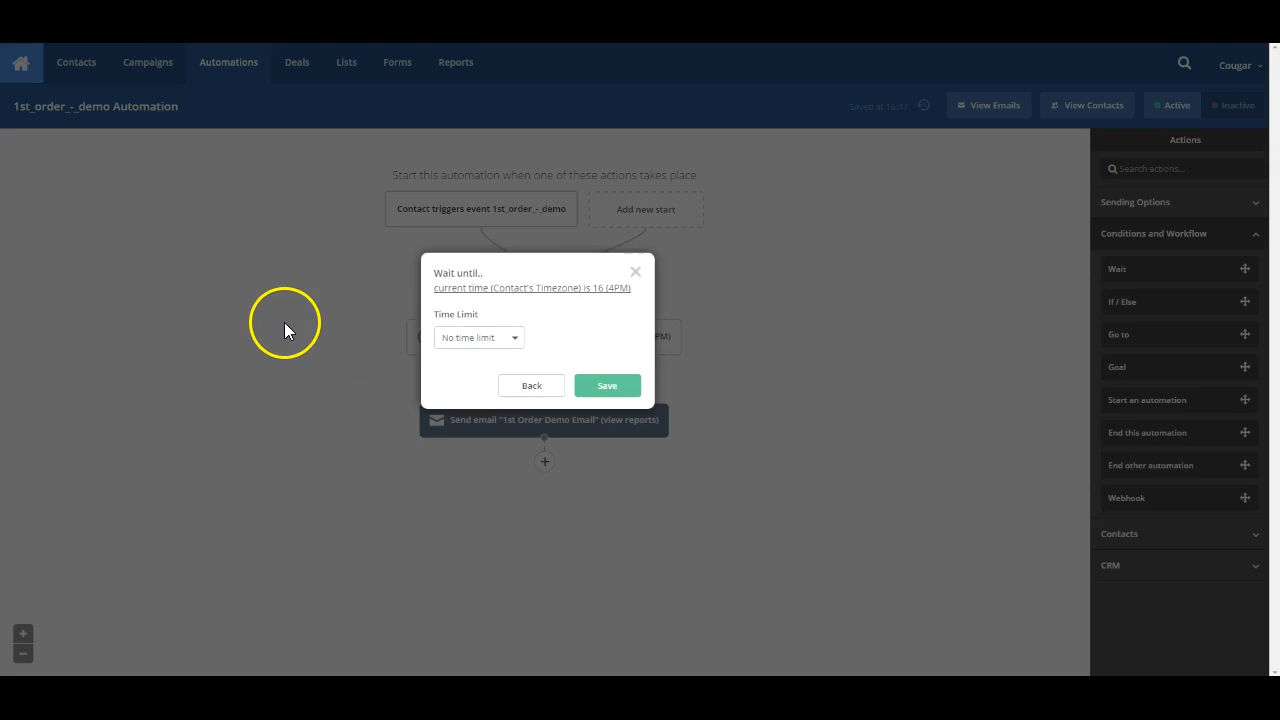 Contacts
Campaigns
Automations
Deals
Lists
Forms
Reports
Cougar
1st_order_-_demo Automation
Saved at 16:42
View Emails
View Contacts
Active
Inactive
Start this automation when one of these actions takes place
Contact triggers event 1st_order_-_demo
Add new start
Wait until..
current time (Contact's Timezone) is 16 (4PM)
Time Limit
No time limit
PM)
Back
Save
Send email "1st Order Demo Email" (view reports)
+
Actions
Search actions...
Sending Options
Conditions and Workflow
Wait
If / Else
Go to
Goal
Start an automation
End this automation
End other automation
Webhook
Contacts
CRM
+
−